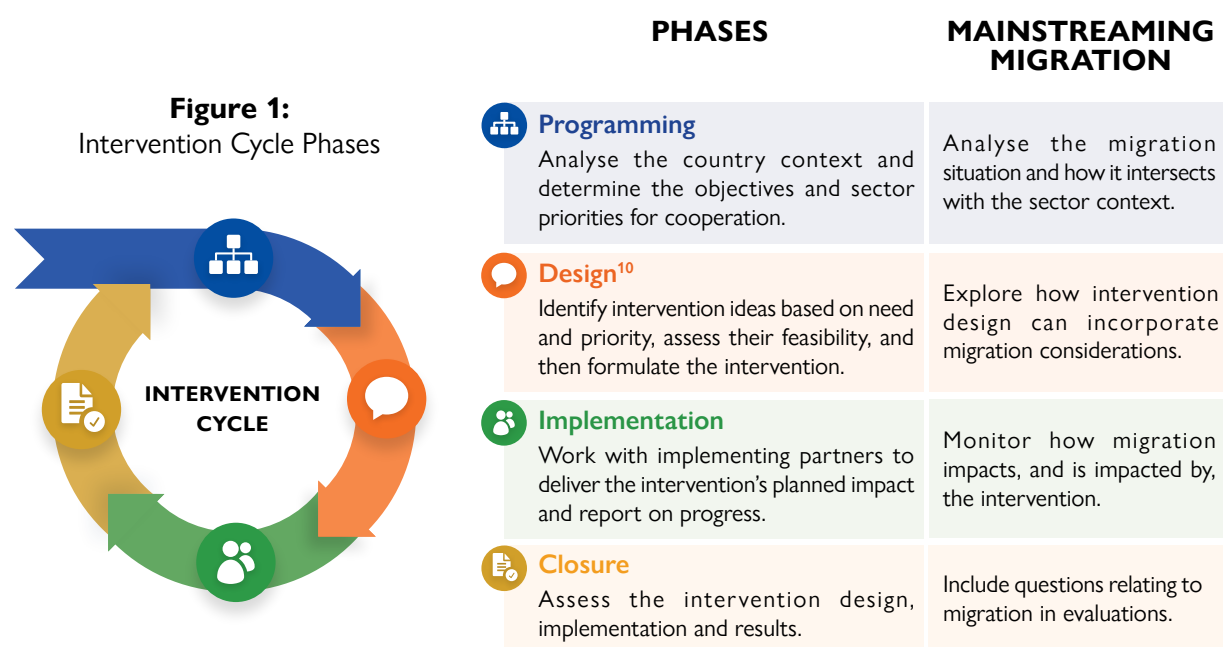 Figure 1:
Intervention Cycle Phases
INTERVENTION
CYCLE
PHASES
MAINSTREAMING
MIGRATION
Programming
Analyse the country context and
determine the objectives and sector
priorities for cooperation.
Analyse the migration
situation and how it intersects
with the sector context.
Design¹⁰
Identify intervention ideas based on need
and priority, assess their feasibility, and
then formulate the intervention.
Explore how intervention
design can incorporate
migration considerations.
Implementation
Work with implementing partners to
deliver the intervention’s planned impact
and report on progress.
Monitor how migration
impacts, and is impacted by,
the intervention.
Closure
Assess the intervention design,
implementation and results.
Include questions relating to
migration in evaluations.